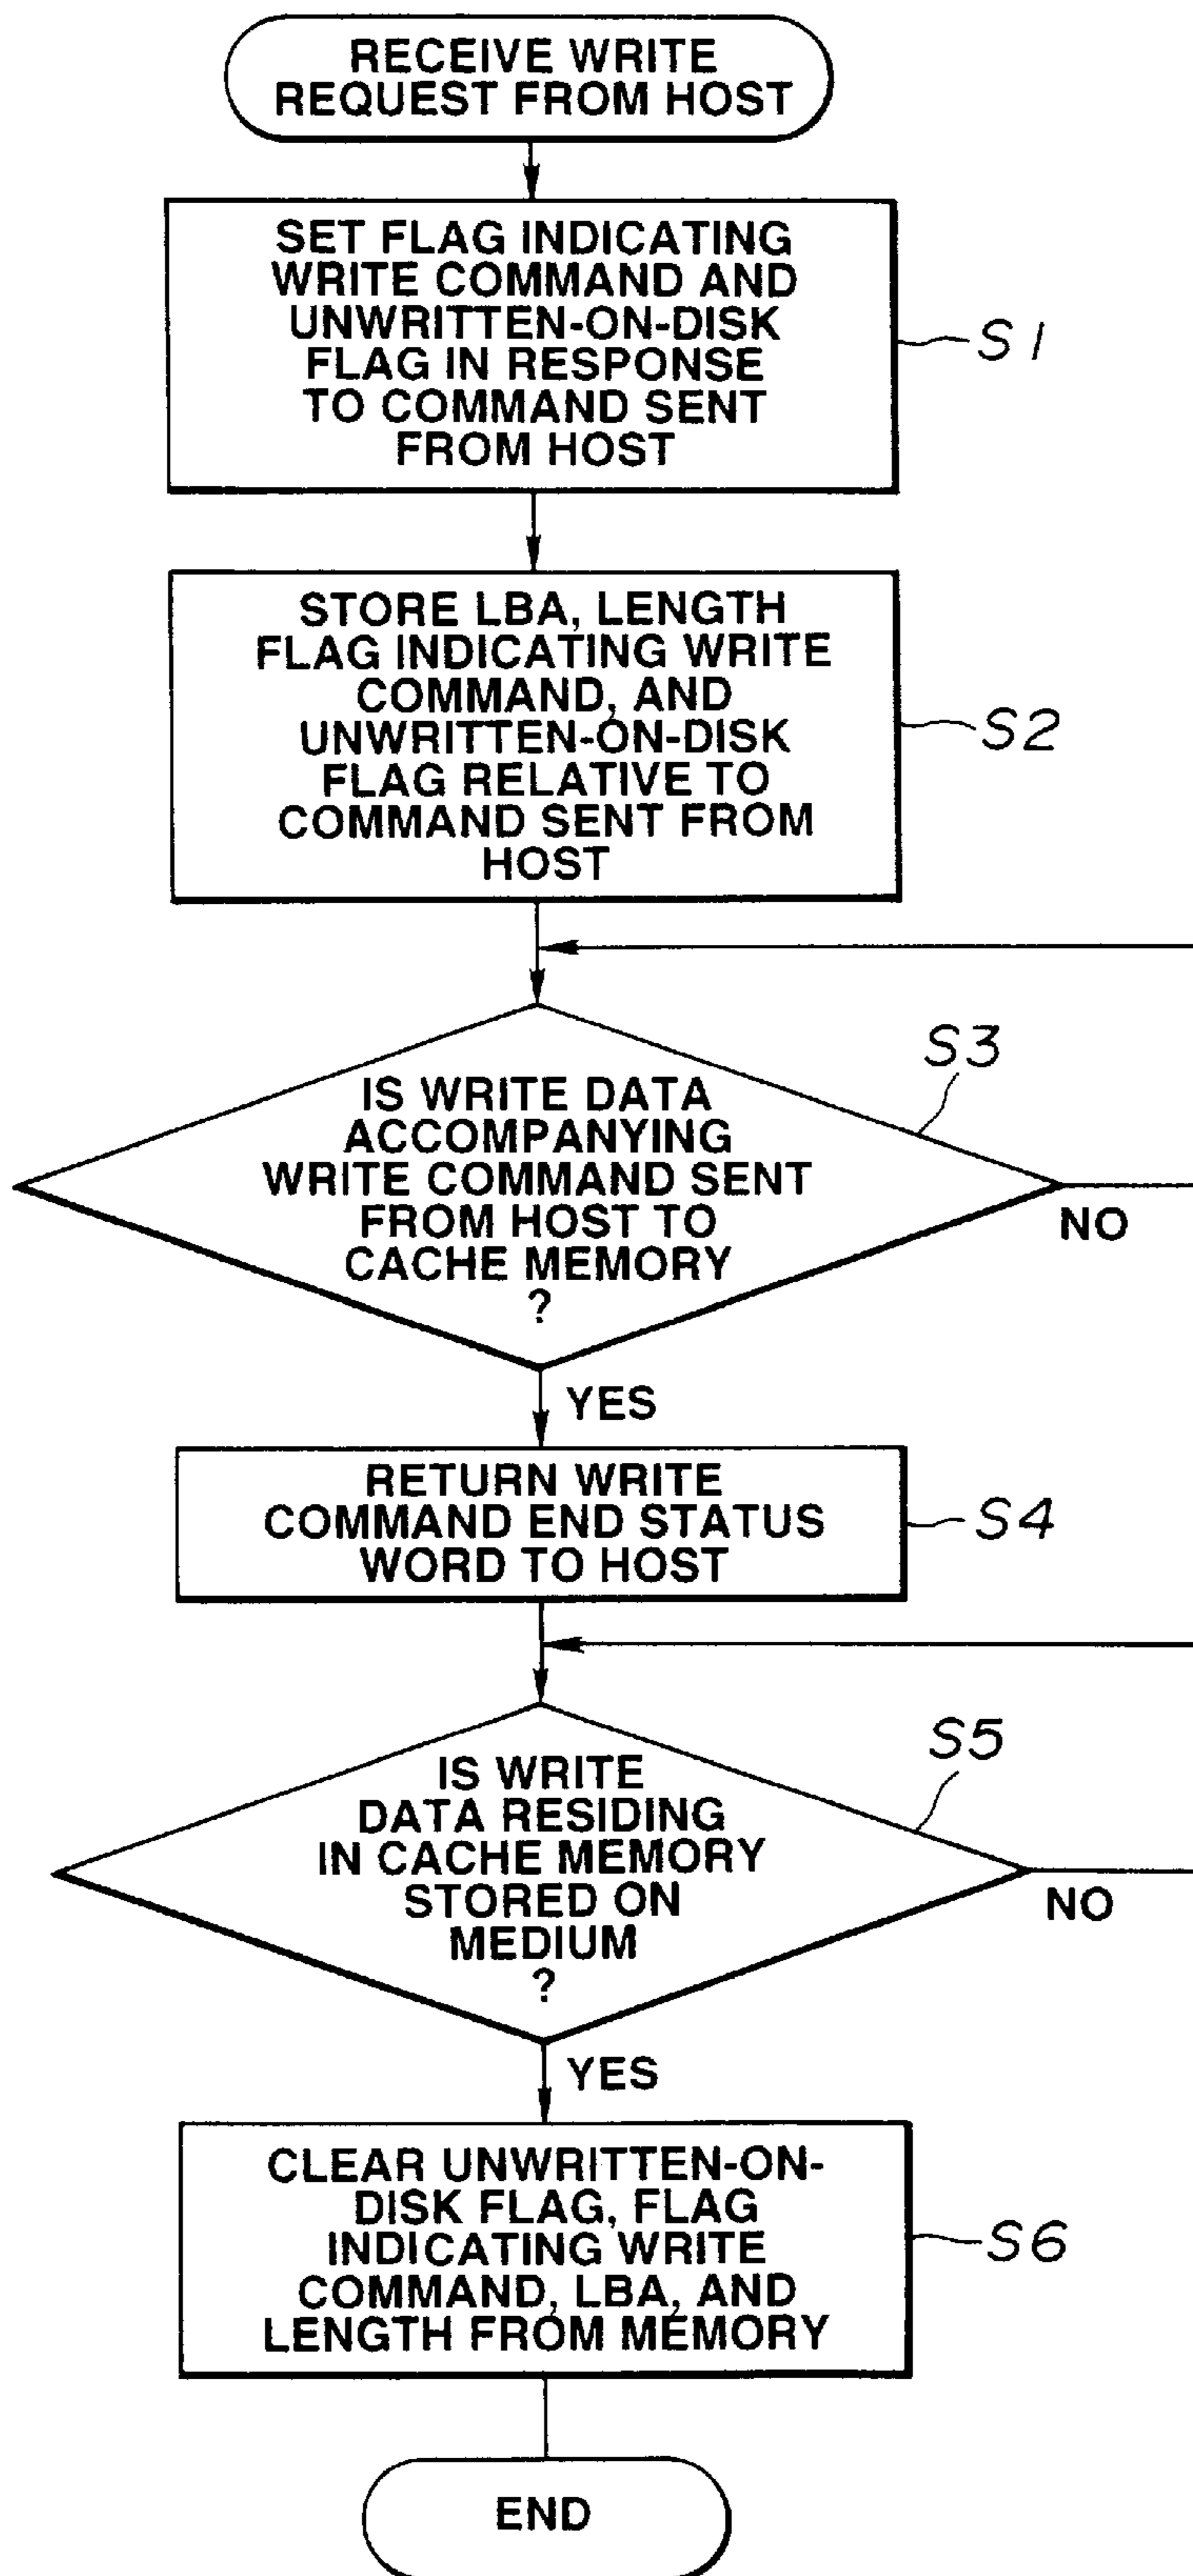 RECEIVE WRITE
REQUEST FROM HOST
SET FLAG INDICATING
WRITE COMMAND AND
UNWRITTEN-ON-DISK
FLAG IN RESPONSE
TO COMMAND SENT
FROM HOST
S1
STORE LBA, LENGTH
FLAG INDICATING WRITE
COMMAND, AND
UNWRITTEN-ON-DISK
FLAG RELATIVE TO
COMMAND SENT FROM
HOST
S2
S3
IS WRITE DATA
ACCOMPANYING
WRITE COMMAND SENT
FROM HOST TO
CACHE MEMORY
?
NO
YES
RETURN WRITE
COMMAND END STATUS
WORD TO HOST
S4
S5
IS WRITE
DATA RESIDING
IN CACHE MEMORY
STORED ON
MEDIUM
?
NO
YES
CLEAR UNWRITTEN-ON-
DISK FLAG, FLAG
INDICATING WRITE
COMMAND, LBA, AND
LENGTH FROM MEMORY
S6
END